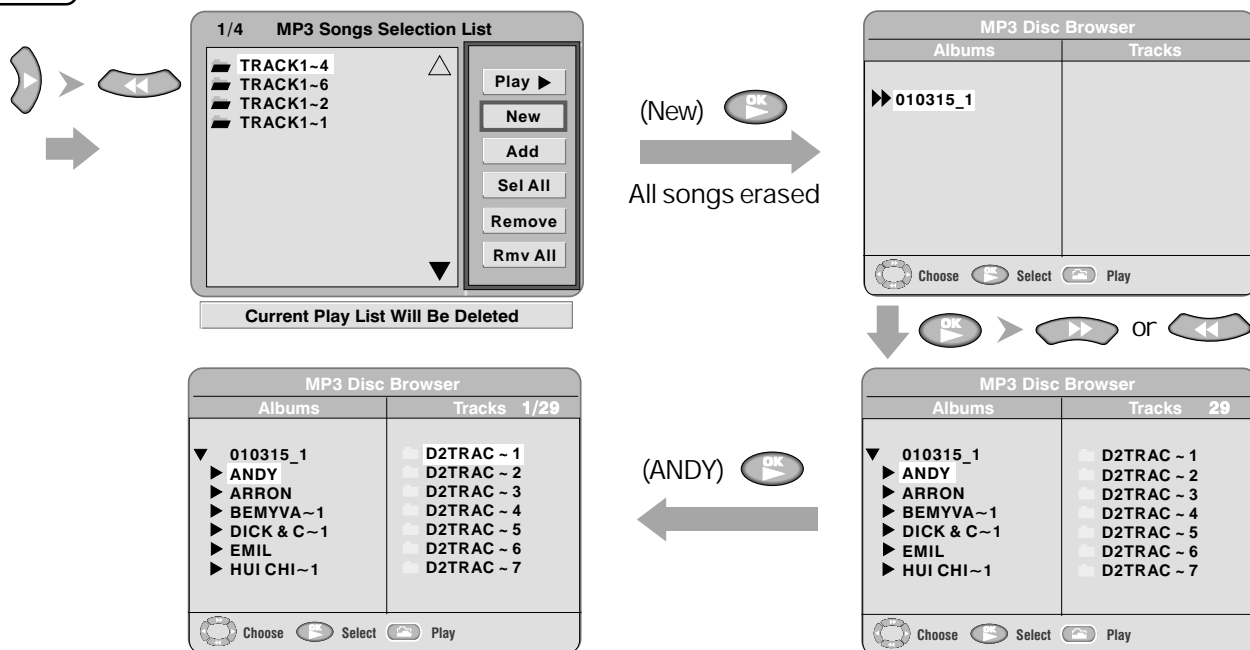 1/4 MP3 Songs Selection List
TRACK1~4
TRACK1~6
TRACK1~2
TRACK1~1
Play
New
Add
Sel All
Remove
Rmv All
Current Play List Will Be Deleted
(New) OK
All songs erased
MP3 Disc Browser
Albums Tracks
010315_1
Choose OK Select Play
OK or
MP3 Disc Browser
Albums Tracks 29
010315_1
ANDY
ARRON
BEMYVA~1
DICK & C~1
EMIL
HUI CHI~1
D2TRAC ~ 1
D2TRAC ~ 2
D2TRAC ~ 3
D2TRAC ~ 4
D2TRAC ~ 5
D2TRAC ~ 6
D2TRAC ~ 7
Choose OK Select Play
(ANDY) OK
MP3 Disc Browser
Albums Tracks 1/29
010315_1
ANDY
ARRON
BEMYVA~1
DICK & C~1
EMIL
HUI CHI~1
D2TRAC ~ 1
D2TRAC ~ 2
D2TRAC ~ 3
D2TRAC ~ 4
D2TRAC ~ 5
D2TRAC ~ 6
D2TRAC ~ 7
Choose OK Select Play